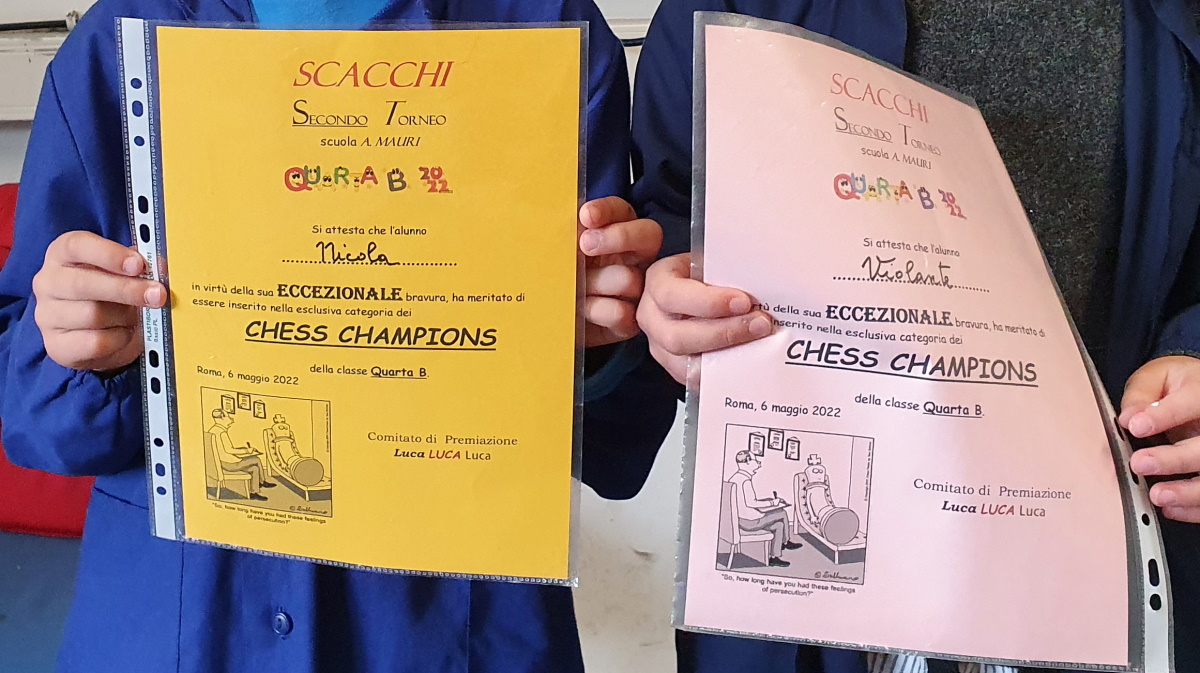 SCACCHI
SECONDO TORNEO
scuola A. MAURI
QUARTA B 2022
Si attesta che l'alunno
Nicola
in virtù della sua ECCEZIONALE bravura, ha meritato di
essere inserito nella esclusiva categoria dei
CHESS CHAMPIONS
della classe Quarta B.
Roma, 6 maggio 2022
Comitato di Premiazione
Luca LUCA Luca
"So, how long have you had these feelings
of persecution?"
SCACCHI
SECONDO TORNEO
scuola A. MAURI
QUARTA B 2022
Si attesta che l'alunno
Violante
della sua ECCEZIONALE bravura, ha meritato di
inserito nella esclusiva categoria dei
CHESS CHAMPIONS
della classe Quarta B.
Roma, 6 maggio 2022
Comitato di Premiazione
Luca LUCA Luca
"So, how long have you had these feelings
of persecution?"